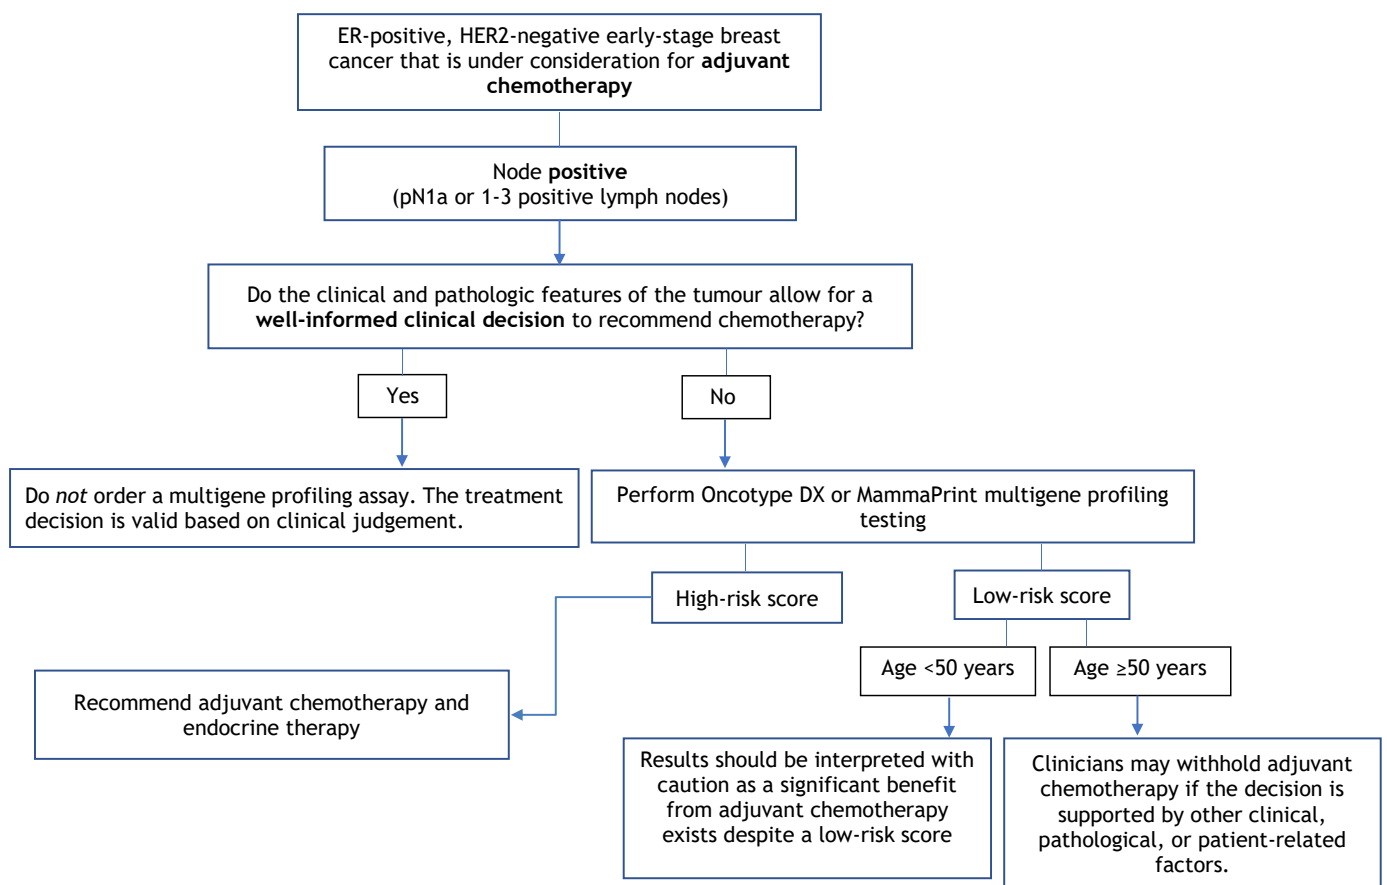 ER-positive, HER2-negative early-stage breast
cancer that is under consideration for adjuvant
chemotherapy
Node positive
(pN1a or 1-3 positive lymph nodes)
Do the clinical and pathologic features of the tumour allow for a
well-informed clinical decision to recommend chemotherapy?
Yes
No
Do not order a multigene profiling assay. The treatment
decision is valid based on clinical judgement.
Perform Oncotype DX or MammaPrint multigene profiling
testing
High-risk score
Low-risk score
Age <50 years
Age ≥50 years
Recommend adjuvant chemotherapy and
endocrine therapy
Results should be interpreted with
caution as a significant benefit
from adjuvant chemotherapy
exists despite a low-risk score
Clinicians may withhold adjuvant
chemotherapy if the decision is
supported by other clinical,
pathological, or patient-related
factors.